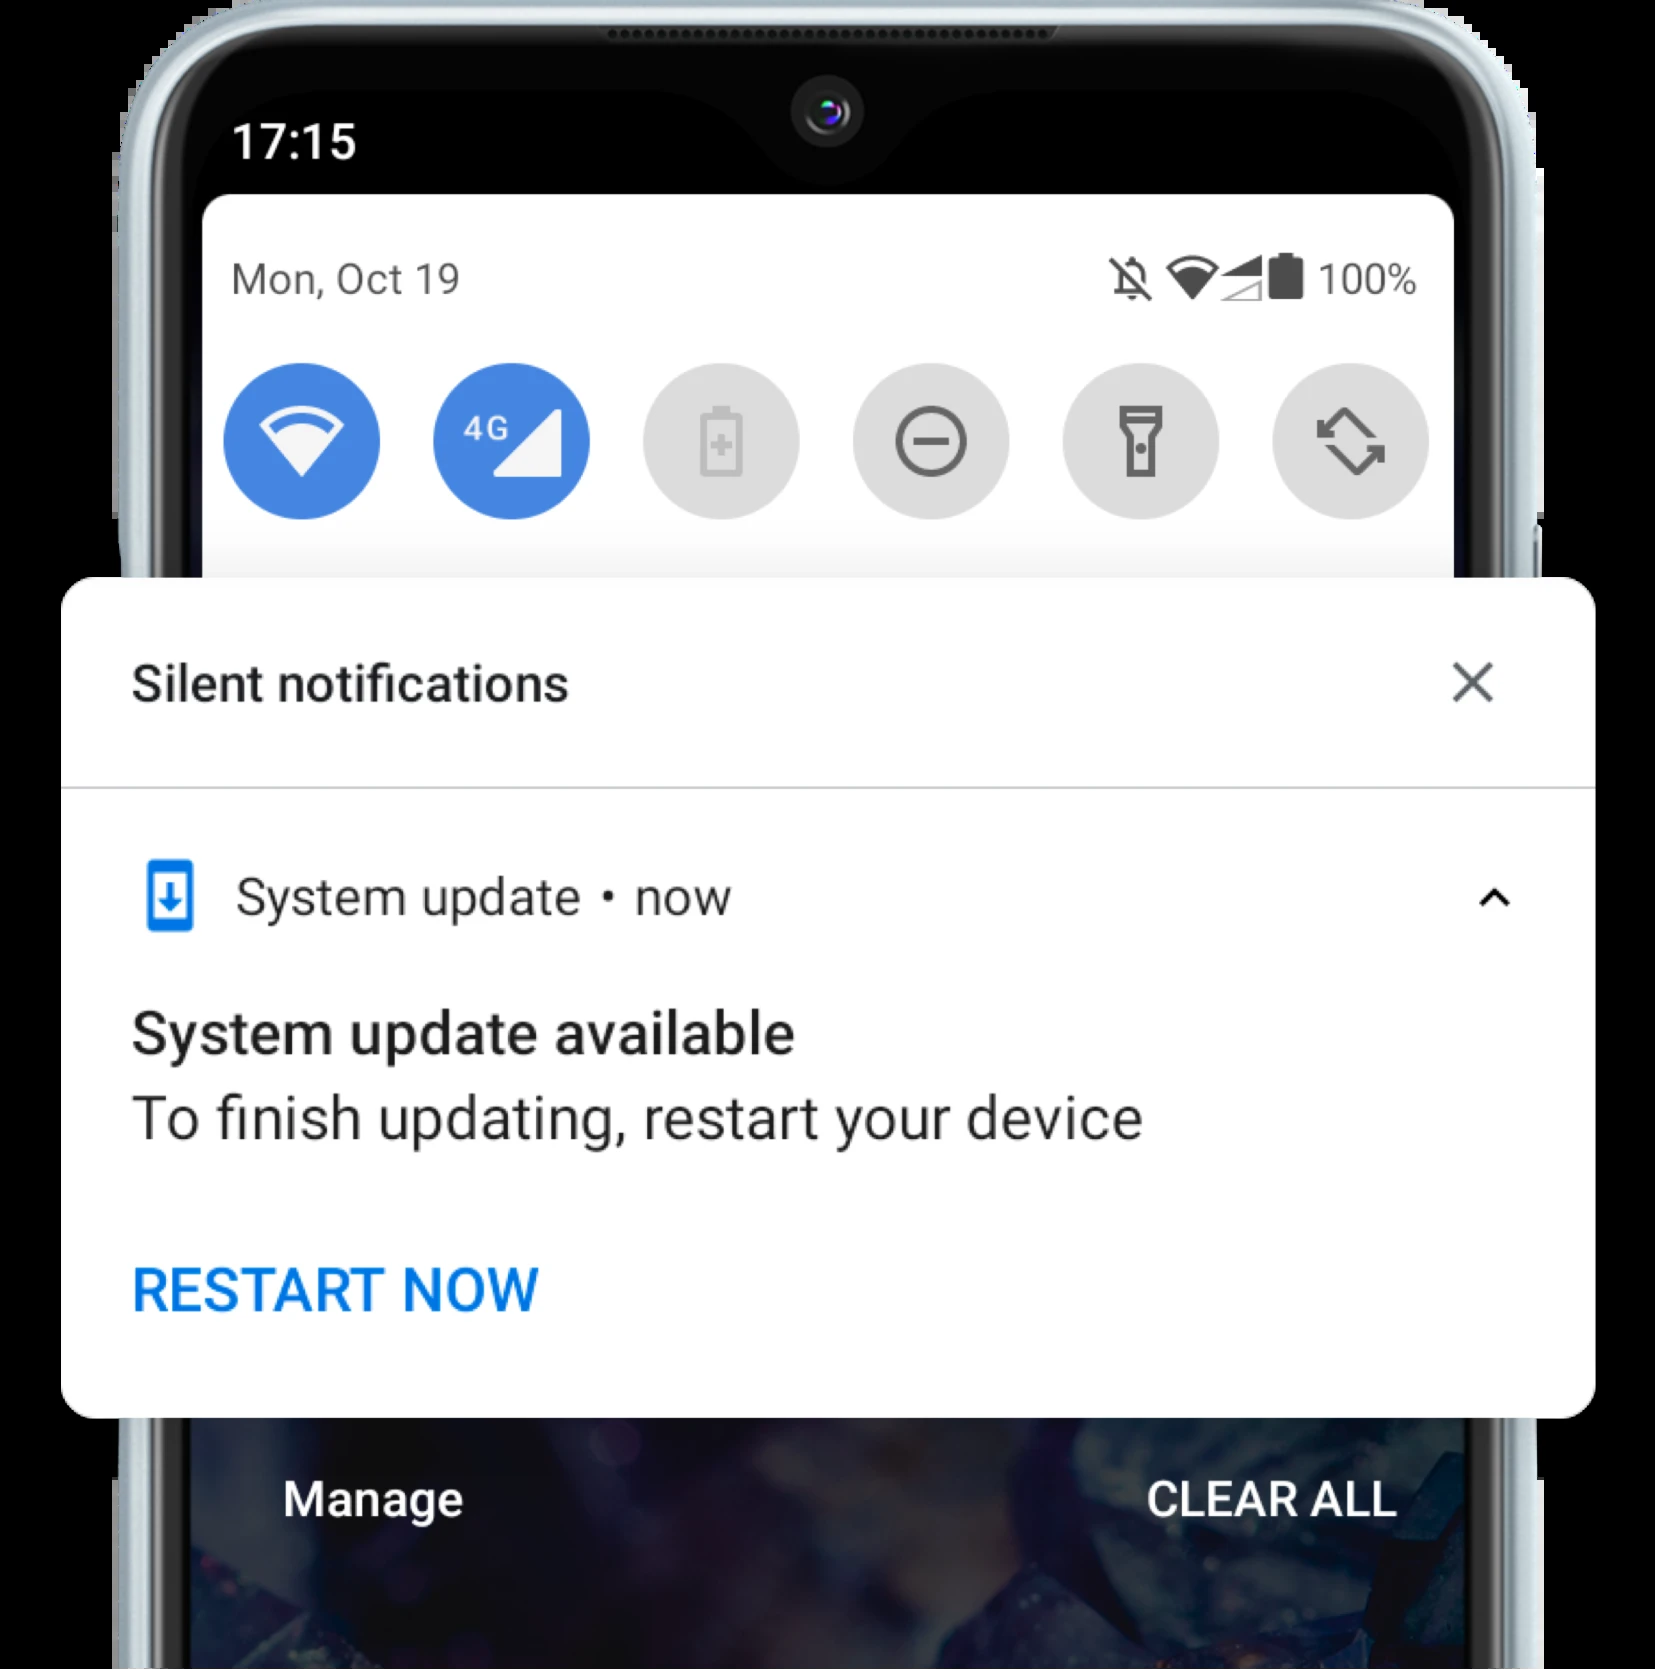 17:15
Mon, Oct 19 100%
4G
Silent notifications
System update • now
System update available
To finish updating, restart your device
RESTART NOW
Manage CLEAR ALL